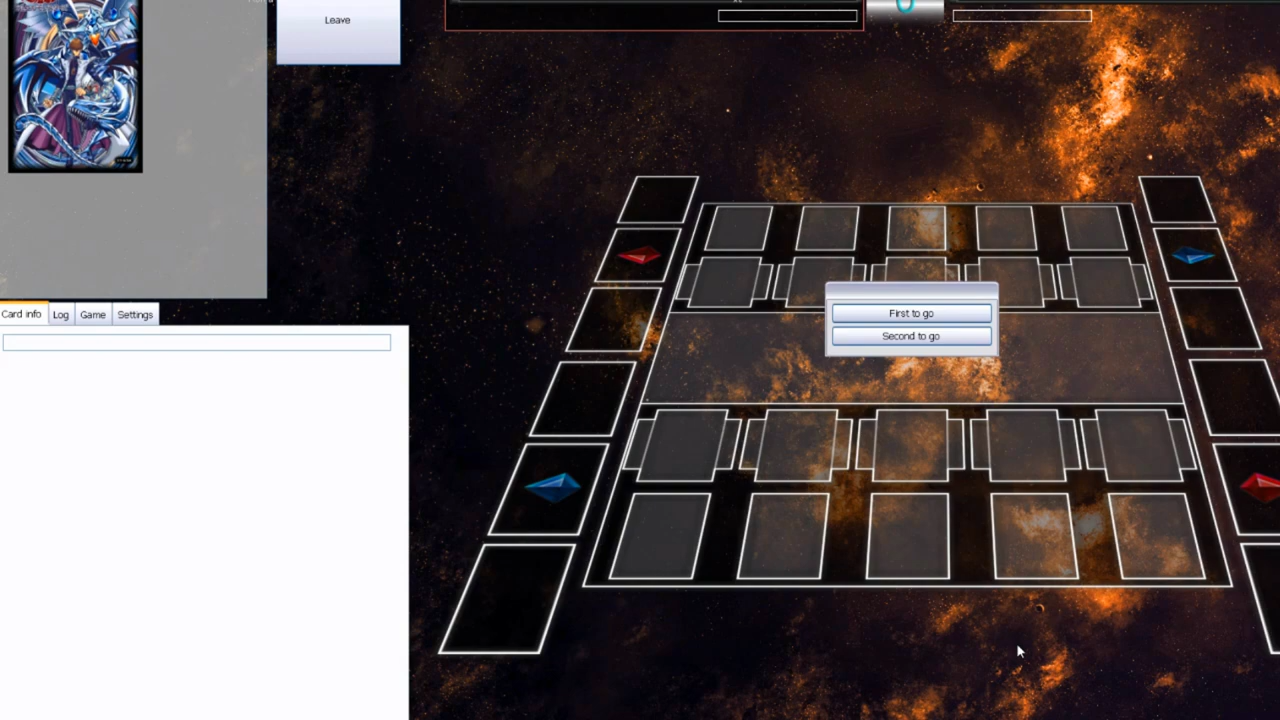 Leave
Card info
Log
Game
Settings
First to go
Second to go